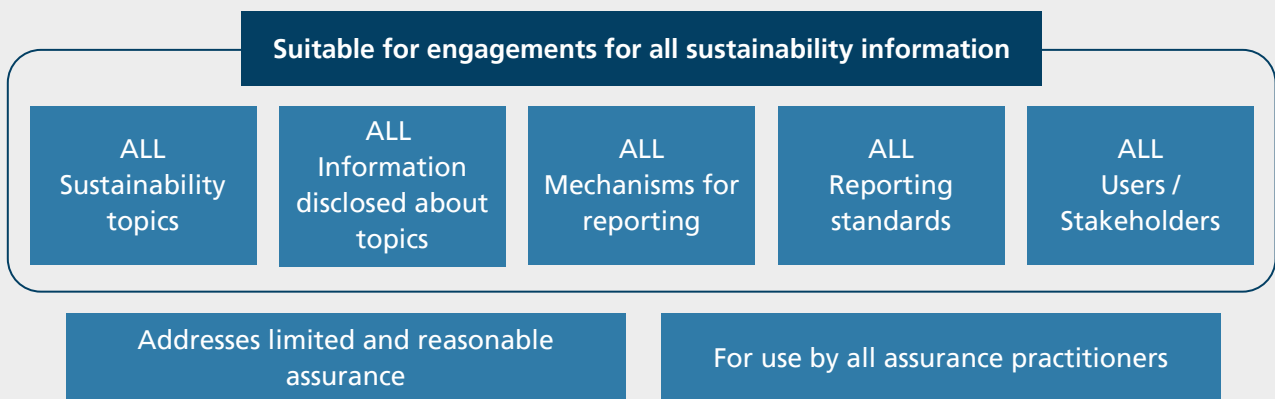 Suitable for engagements for all sustainability information
ALL
Sustainability
topics
ALL
Information
disclosed about
topics
ALL
Mechanisms for
reporting
ALL
Reporting
standards
ALL
Users /
Stakeholders
Addresses limited and reasonable
assurance
For use by all assurance practitioners